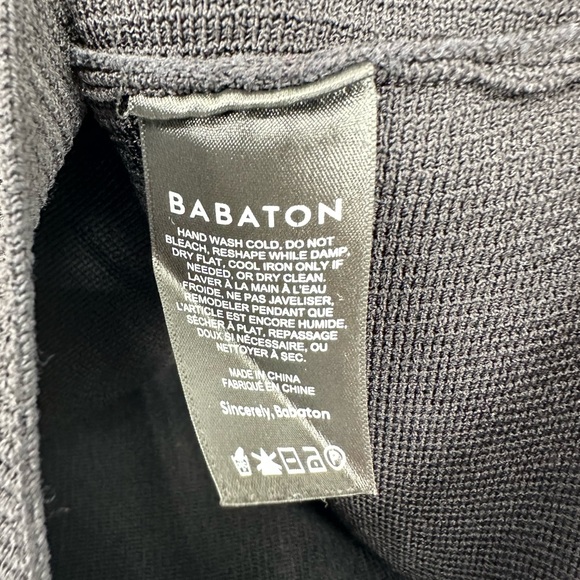 BABATON
HAND WASH COLD, DO NOT
BLEACH, RESHAPE WHILE DAMP,
DRY FLAT, COOL IRON ONLY IF
NEEDED, OR DRY CLEAN.
LAVER À LA MAIN À L'EAU
FROIDE, NE PAS JAVELISER,
REMODELER PENDANT QUE
L'ARTICLE EST ENCORE HUMIDE,
SÉCHER À PLAT, REPASSAGE
DOUX SI NÉCESSAIRE, OU
NETTOYER À SEC.
MADE IN CHINA
FABRIQUÉ EN CHINE
Sincerely, Babaton